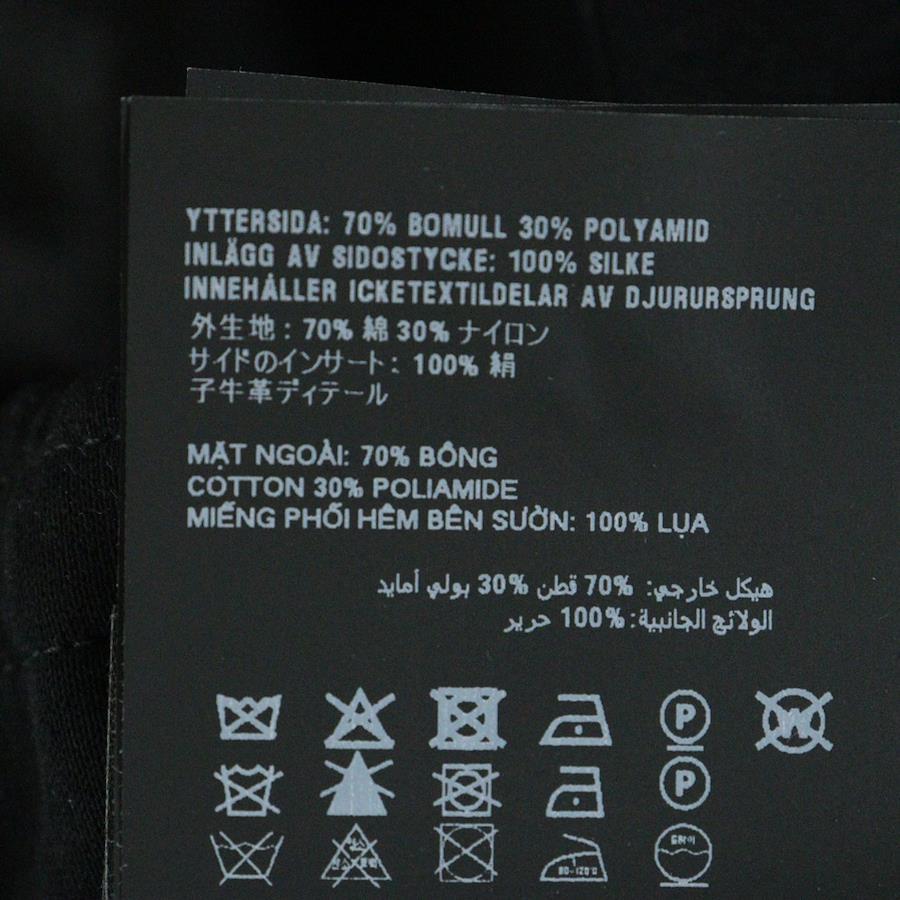 YTTERSIDA: 70% BOMULL 30% POLYAMID
INLÄGG AV SIDOSTYCKE: 100% SILKE
INNEHÅLLER ICKETEXTILDELAR AV DJURURSPRUNG
外生地 : 70% 綿 30% ナイロン
サイドのインサート : 100% 絹
子牛革ディテール
MẶT NGOÀI: 70% BÔNG
COTTON 30% POLIAMIDE
MIẾNG PHỐI HÊM BÊN SƯỜN: 100% LỤA
هيكل خارجي: 70% قطن 30% بولي أمايد
الولائج الجانبية: 100% حرير
P W
P